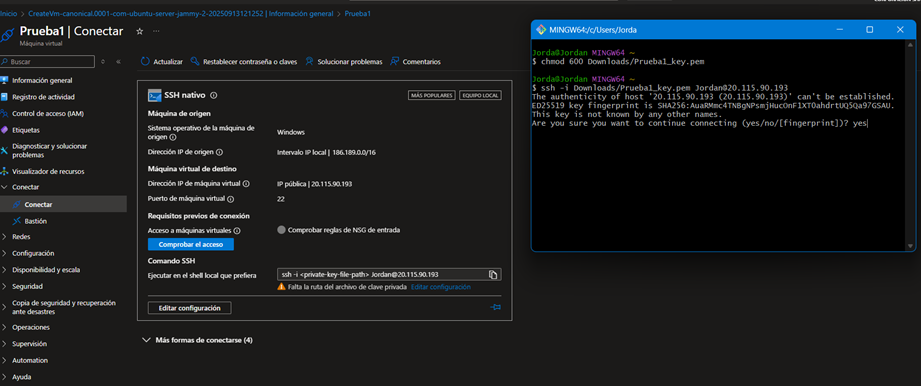 Inicio > CreateVm-canonical.0001-com-ubuntu-server-jammy-2-20250913121252 | Información general > Prueba1
Prueba1 | Conectar
Máquina virtual
Buscar
Actualizar
Restablecer contraseña o claves
Solucionar problemas
Comentarios
Información general
Registro de actividad
Control de acceso (IAM)
Etiquetas
Diagnosticar y solucionar
problemas
Visualizador de recursos
Conectar
Conectar
Bastión
Redes
Configuración
Disponibilidad y escala
Seguridad
Copia de seguridad y recuperación
ante desastres
Operaciones
Supervisión
Automation
Ayuda
SSH nativo
MÁS POPULARES
EQUIPO LOCAL
Máquina de origen
Sistema operativo de la máquina de
origen
Windows
Dirección IP de origen
Intervalo IP local | 186.189.0.0/16
Máquina virtual de destino
Dirección IP de máquina virtual
IP pública | 20.115.90.193
Puerto de máquina virtual
22
Requisitos previos de conexión
Acceso a máquinas virtuales
Comprobar reglas de NSG de entrada
Comprobar el acceso
Comando SSH
Ejecutar en el shell local que prefiera
ssh -i <private-key-file-path> Jordan@20.115.90.193
Falta la ruta del archivo de clave privada Editar configuración
Editar configuración
Más formas de conectarse (4)
MINGW64:/c/Users/Jorda
Jorda@Jordan MINGW64 ~
$ chmod 600 Downloads/Prueba1_key.pem
Jorda@Jordan MINGW64 ~
$ ssh -i Downloads/Prueba1_key.pem Jordan@20.115.90.193
The authenticity of host '20.115.90.193 (20.115.90.193)' can't be established.
ED25519 key fingerprint is SHA256:AuaRMmc4TNBgNPsmjHucOnF1XTOahdrtUQ5Qa97GSAU.
This key is not known by any other names.
Are you sure you want to continue connecting (yes/no/[fingerprint])? yes